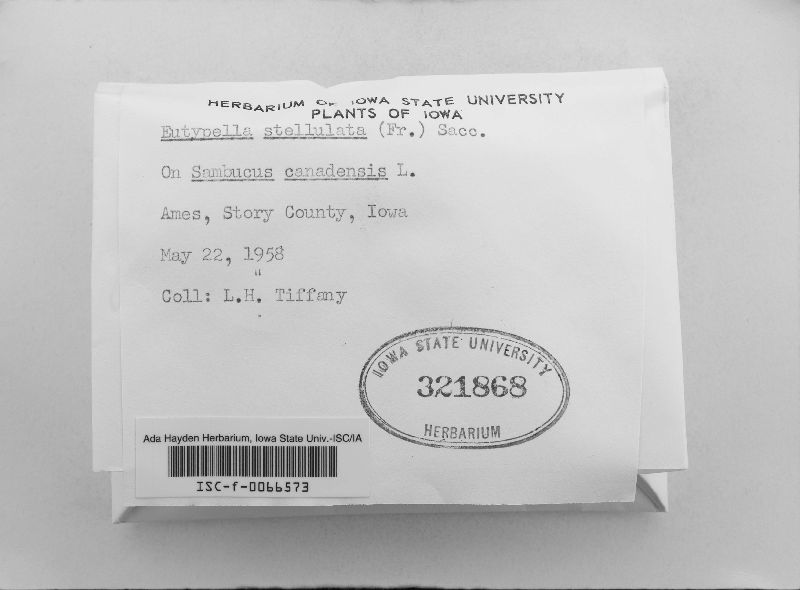 HERBARIUM OF IOWA STATE UNIVERSITY
PLANTS OF IOWA
Eutypella stellulata (Fr.) Sacc.
On Sambucus canadensis L.
Ames, Story County, Iowa
May 22, 1958
Coll: L.H. Tiffany
IOWA STATE UNIVERSITY
321868
HERBARIUM
Ada Hayden Herbarium, Iowa State Univ.-ISC/IA
ISC-f-0066573